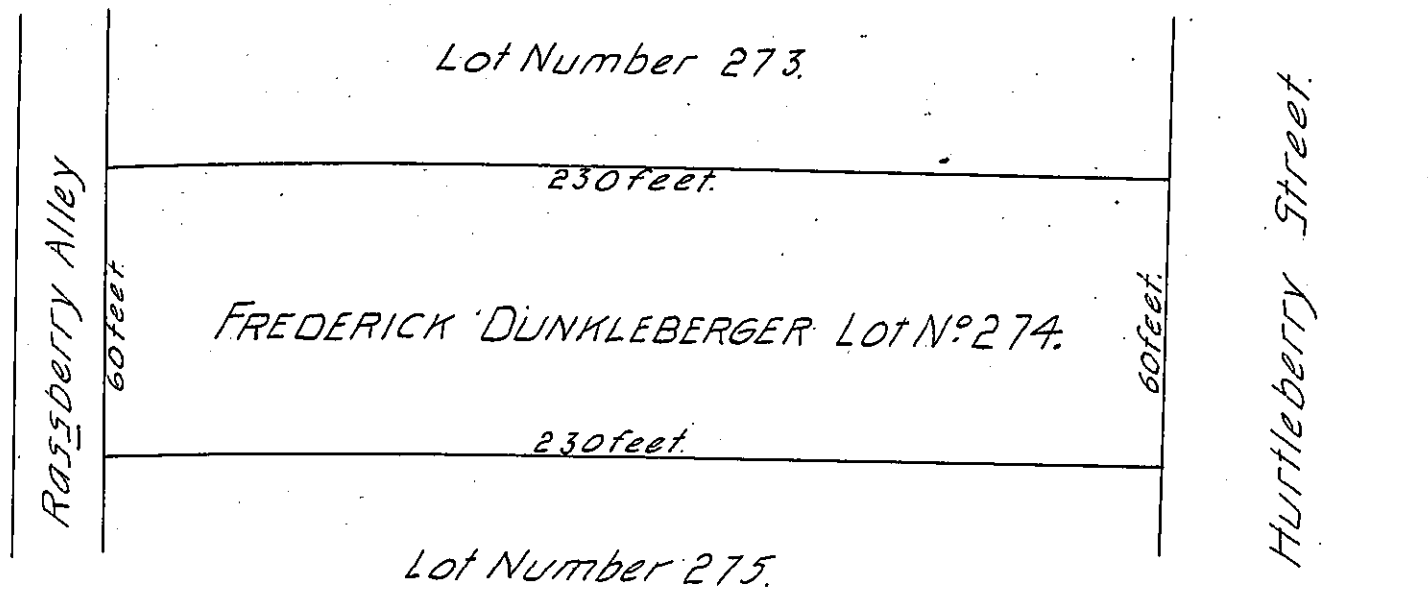 Lot Number 273.
230 feet.
Rassberry Alley
60 feet.
FREDERICK DUNKLEBERGER Lot Nº 274.
60 feet.
Hurtleberry Street.
230 feet.
Lot Number 275.